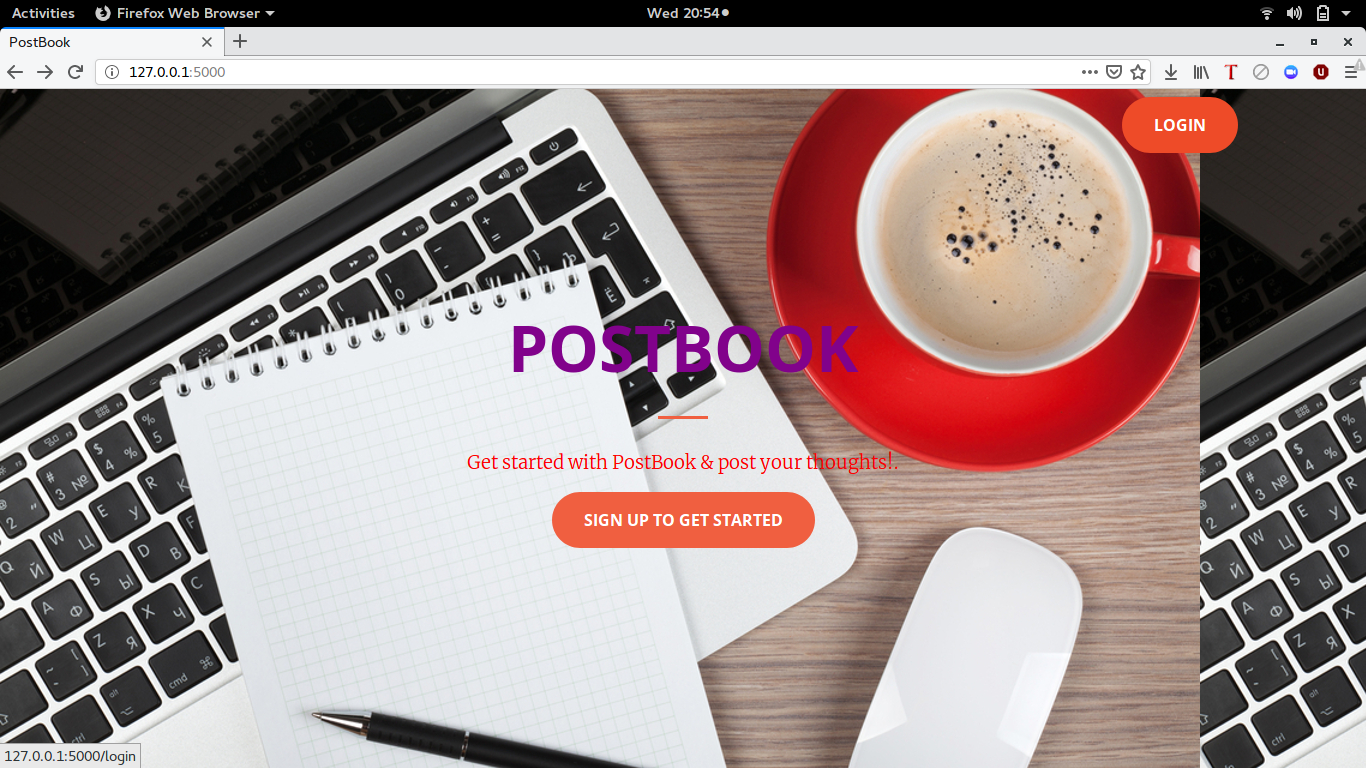 Activities
Firefox Web Browser
Wed 20:54
PostBook
127.0.0.1:5000
LOGIN
POSTBOOK
Get started with PostBook & post your thoughts!.
SIGN UP TO GET STARTED
127.0.0.1:5000/login